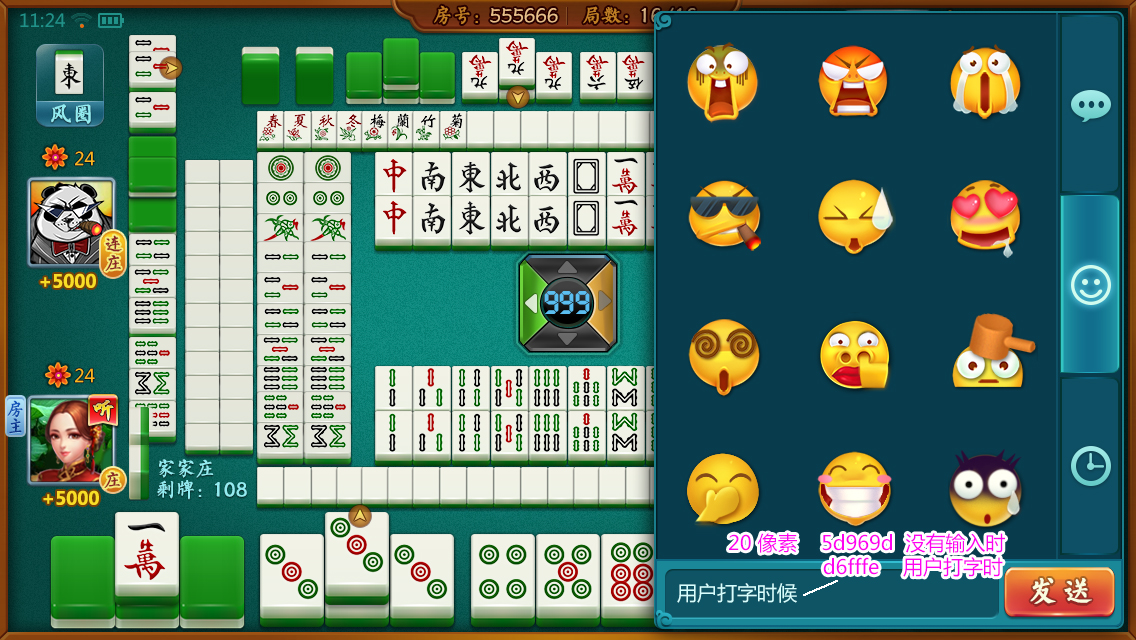 11:24
房号：555666
局数：16/16
東
风圈
24
+5000
连庄
24
房主
听
庄
+5000
家家庄
剩牌：108
春 夏 秋 冬 梅 蘭 竹 菊
中 南 東 北 西 一萬
中 南 東 北 西 一萬
999
一萬
20 像素 5d969d 没有输入时
d6fffe 用户打字时
用户打字时候
发送